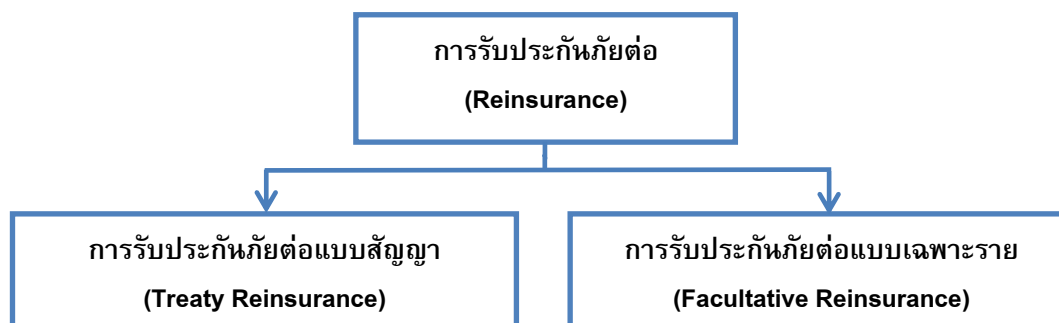 การรับประกันภัยต่อ
(Reinsurance)
การรับประกันภัยต่อแบบสัญญา
(Treaty Reinsurance)
การรับประกันภัยต่อแบบเฉพาะราย
(Facultative Reinsurance)